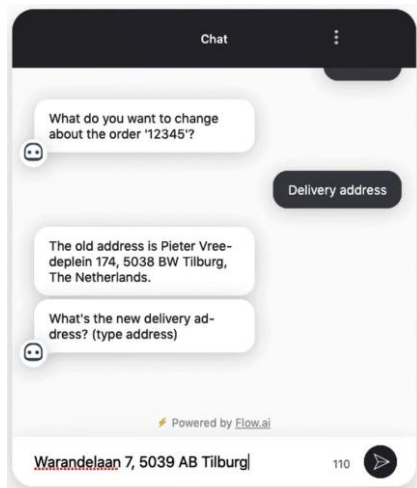 Chat
What do you want to change
about the order '12345'?
Delivery address
The old address is Pieter Vree-
deplein 174, 5038 BW Tilburg,
The Netherlands.
What's the new delivery ad-
dress? (type address)
Powered by Flow.ai
Warandelaan 7, 5039 AB Tilburg 110